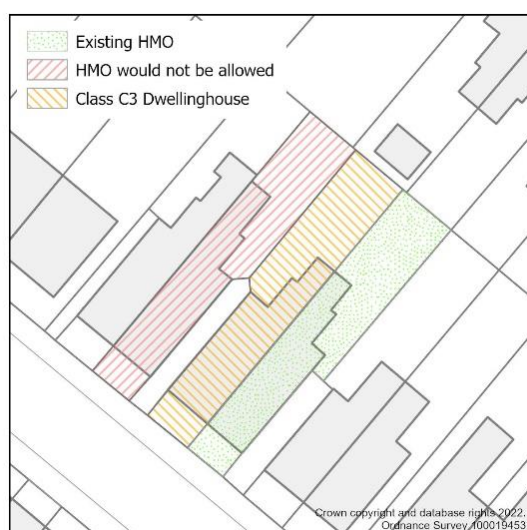 Existing HMO
HMO would not be allowed
Class C3 Dwellinghouse
Crown copyright and database rights 2022.
Ordnance Survey 100019453